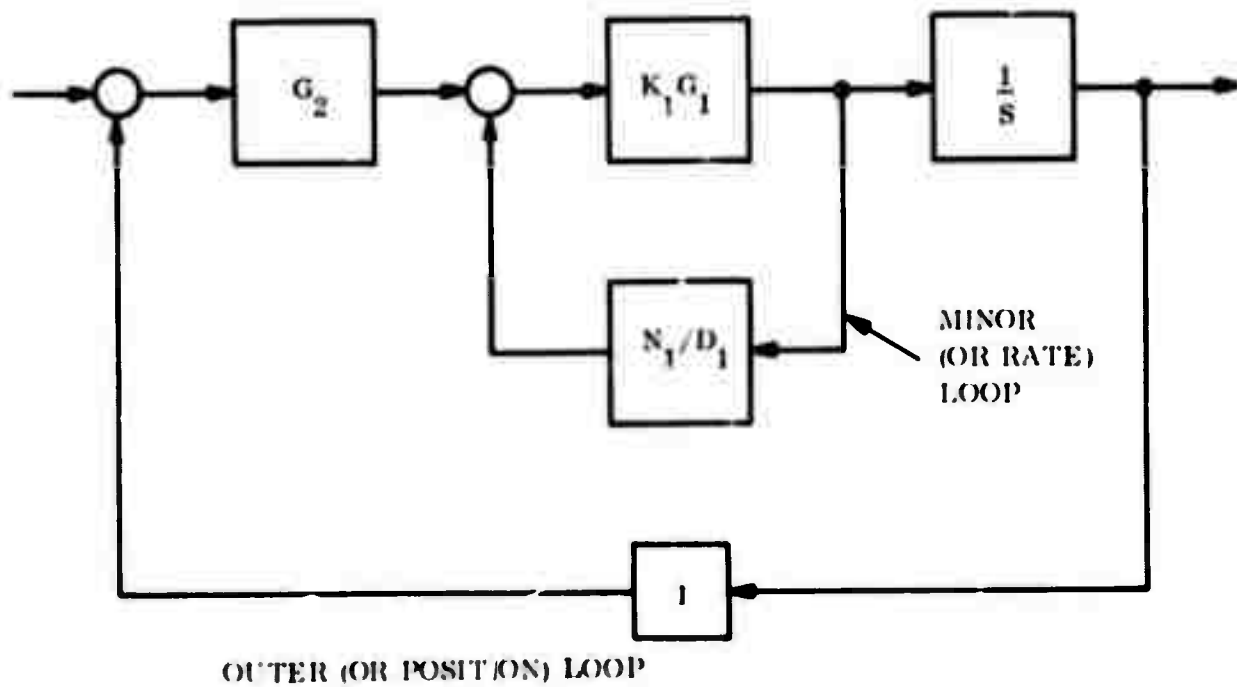 G₂
K₁G₁
1
S
N₁/D₁
MINOR
(OR RATE)
LOOP
1
OUTER (OR POSITION) LOOP